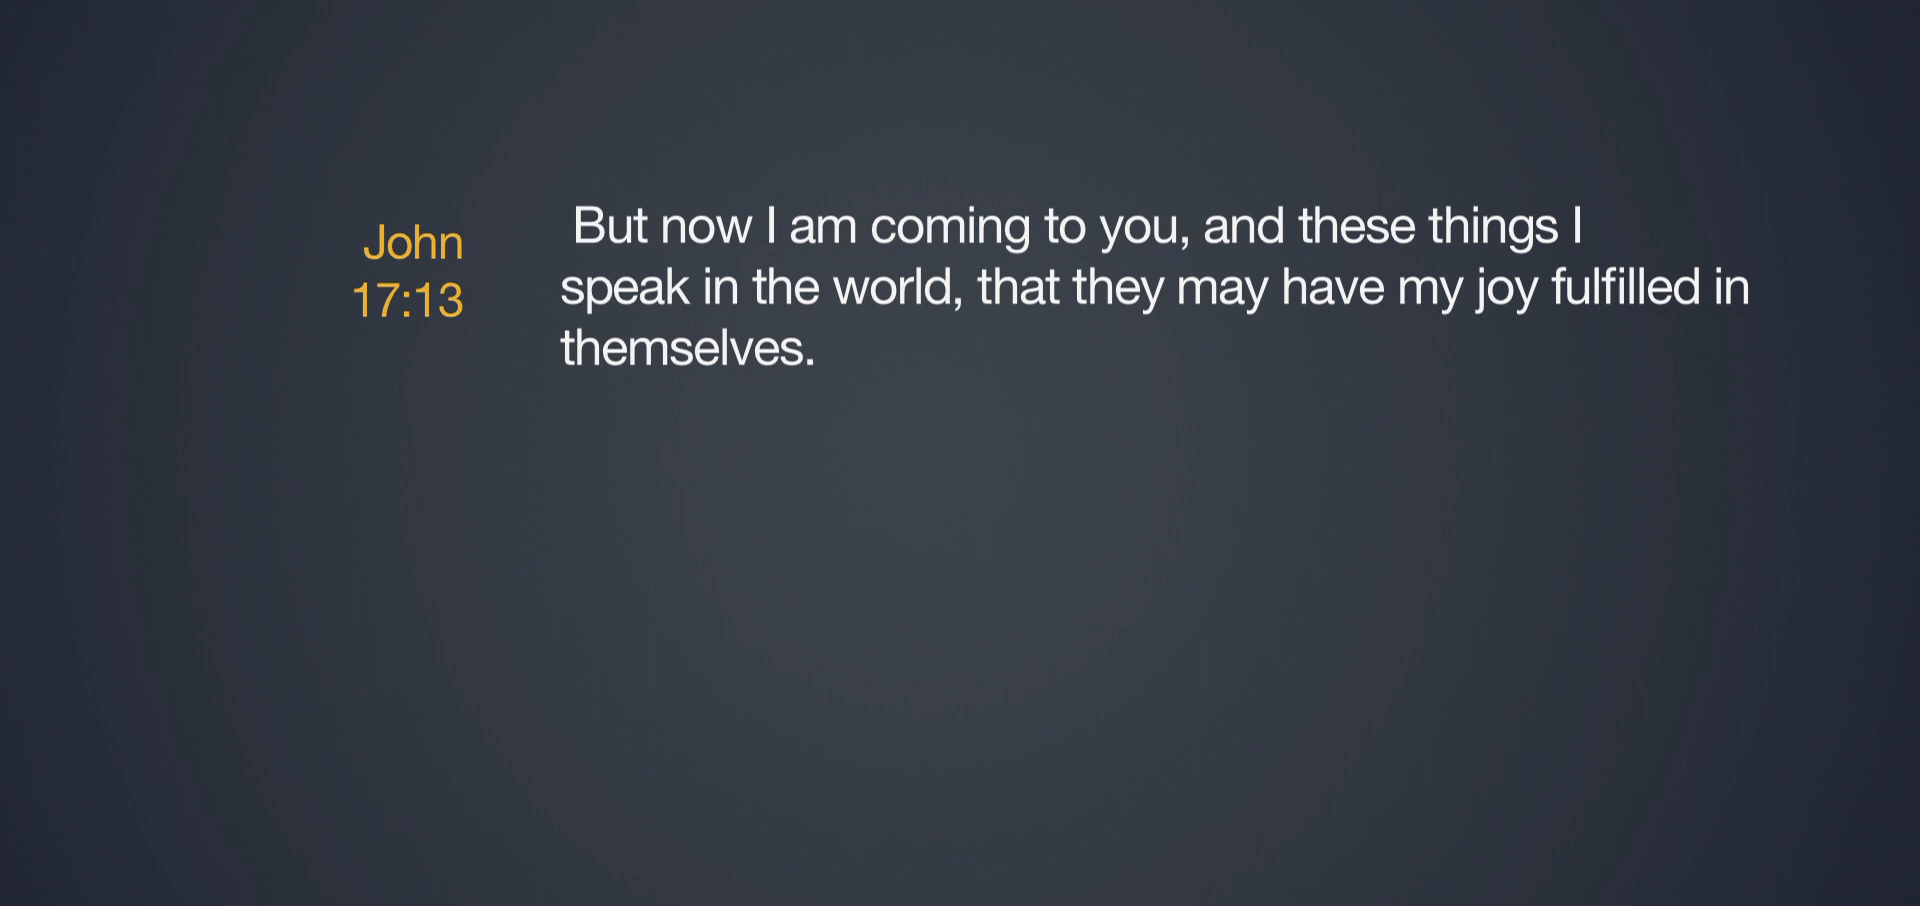 John
17:13
But now I am coming to you, and these things I
speak in the world, that they may have my joy fulfilled in
themselves.